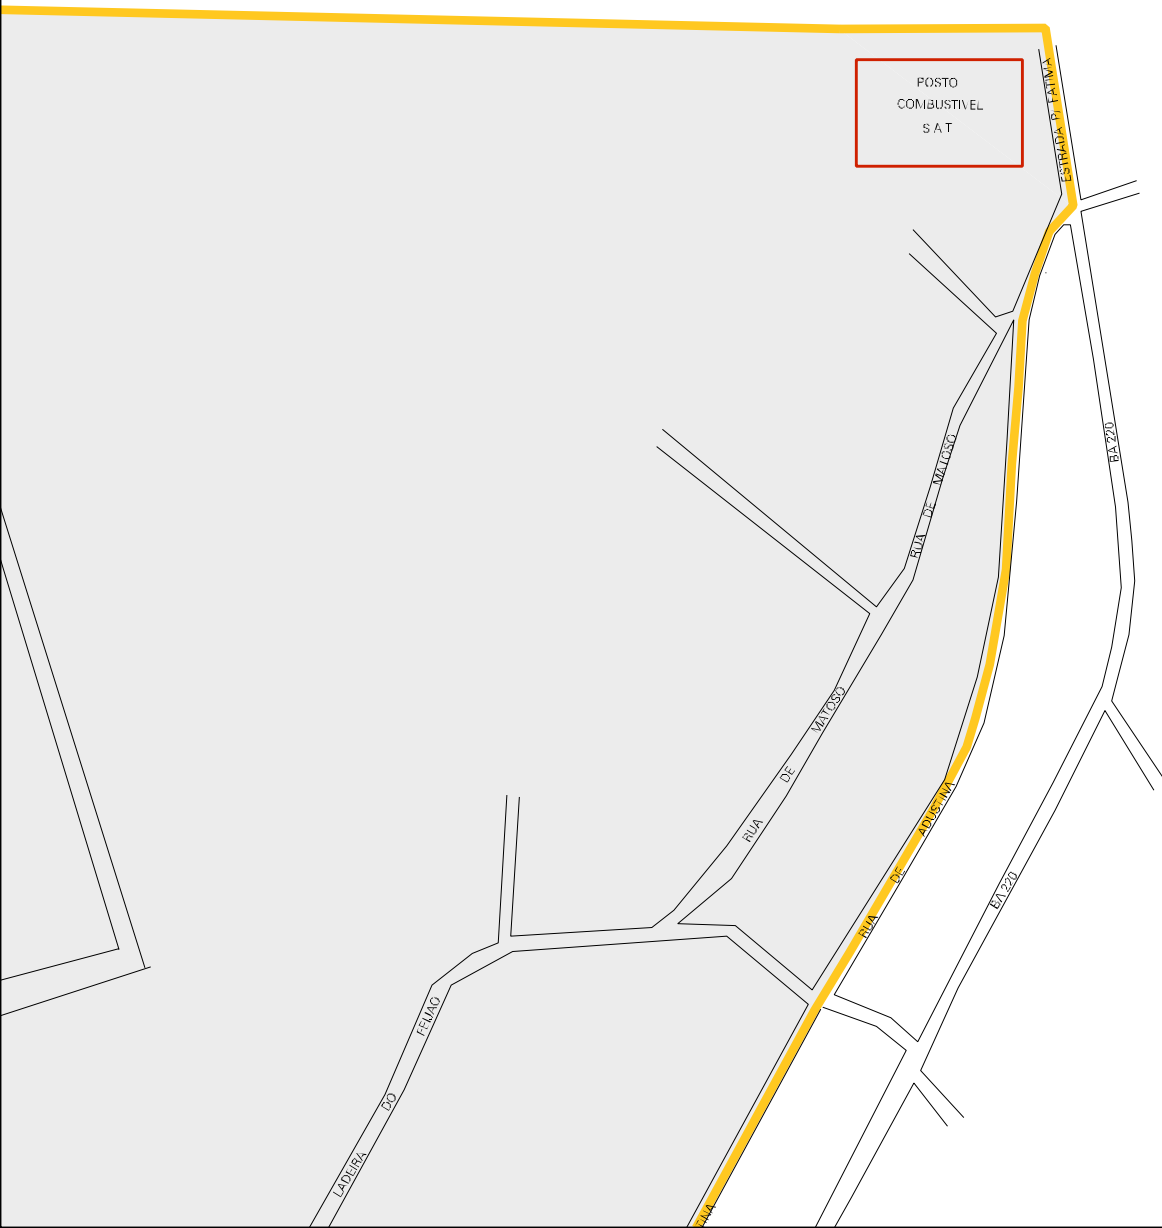 POSTO
COMBUSTIVEL
S A T
ESTRADA P/ FATIMA
BA 220
RUA DE MATOSO
RUA DE MATOSO
RUA DE ADUSTINA
BA 220
LADEIRA DO FEIJAO
TINA